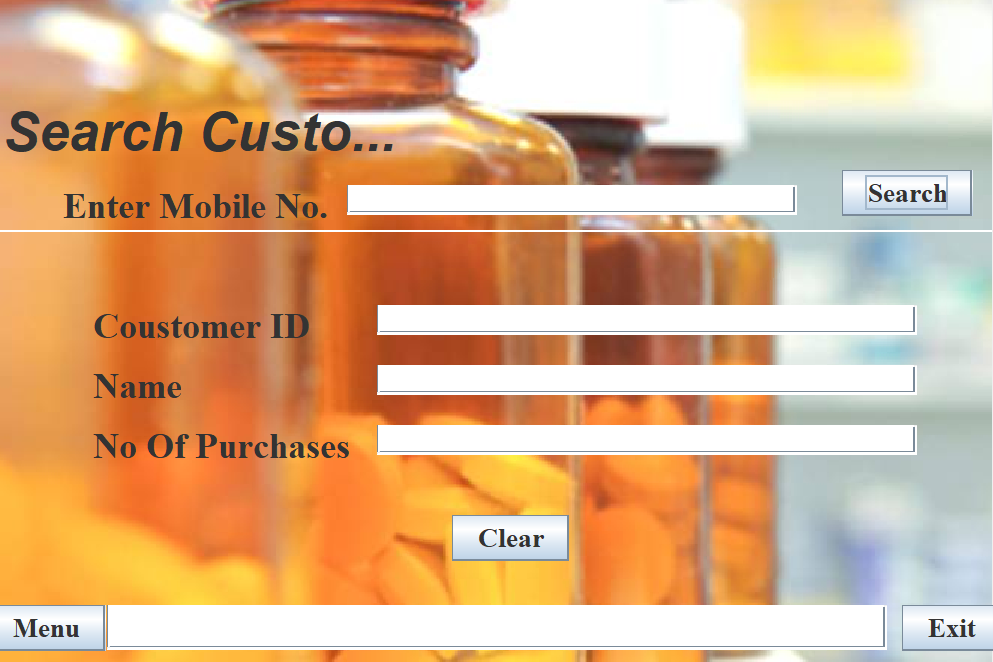 Search Custo...
Enter Mobile No.
Search
Coustomer ID
Name
No Of Purchases
Clear
Menu
Exit